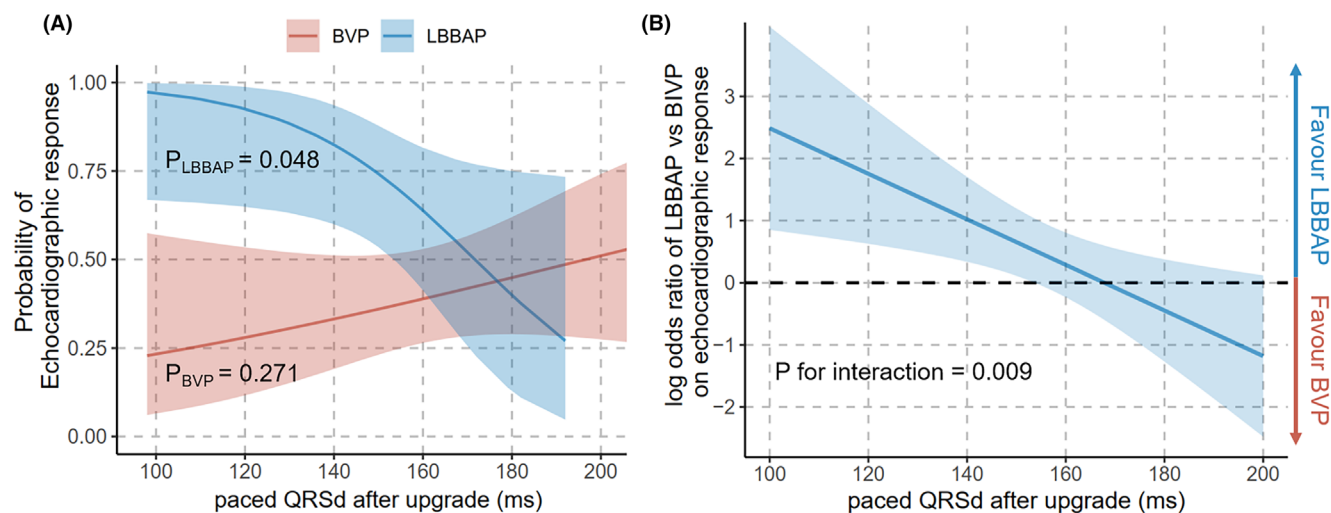 (A)
BVP
LBBAP
Probability of
Echocardiographic response
1.00
0.75
0.50
0.25
0.00
P_LBBAP = 0.048
P_BVP = 0.271
100 120 140 160 180 200
paced QRSd after upgrade (ms)
(B)
log odds ratio of LBBAP vs BIVP
on echocardiographic response
3
2
1
0
−1
−2
P for interaction = 0.009
100 120 140 160 180 200
paced QRSd after upgrade (ms)
Favour LBBAP
Favour BVP